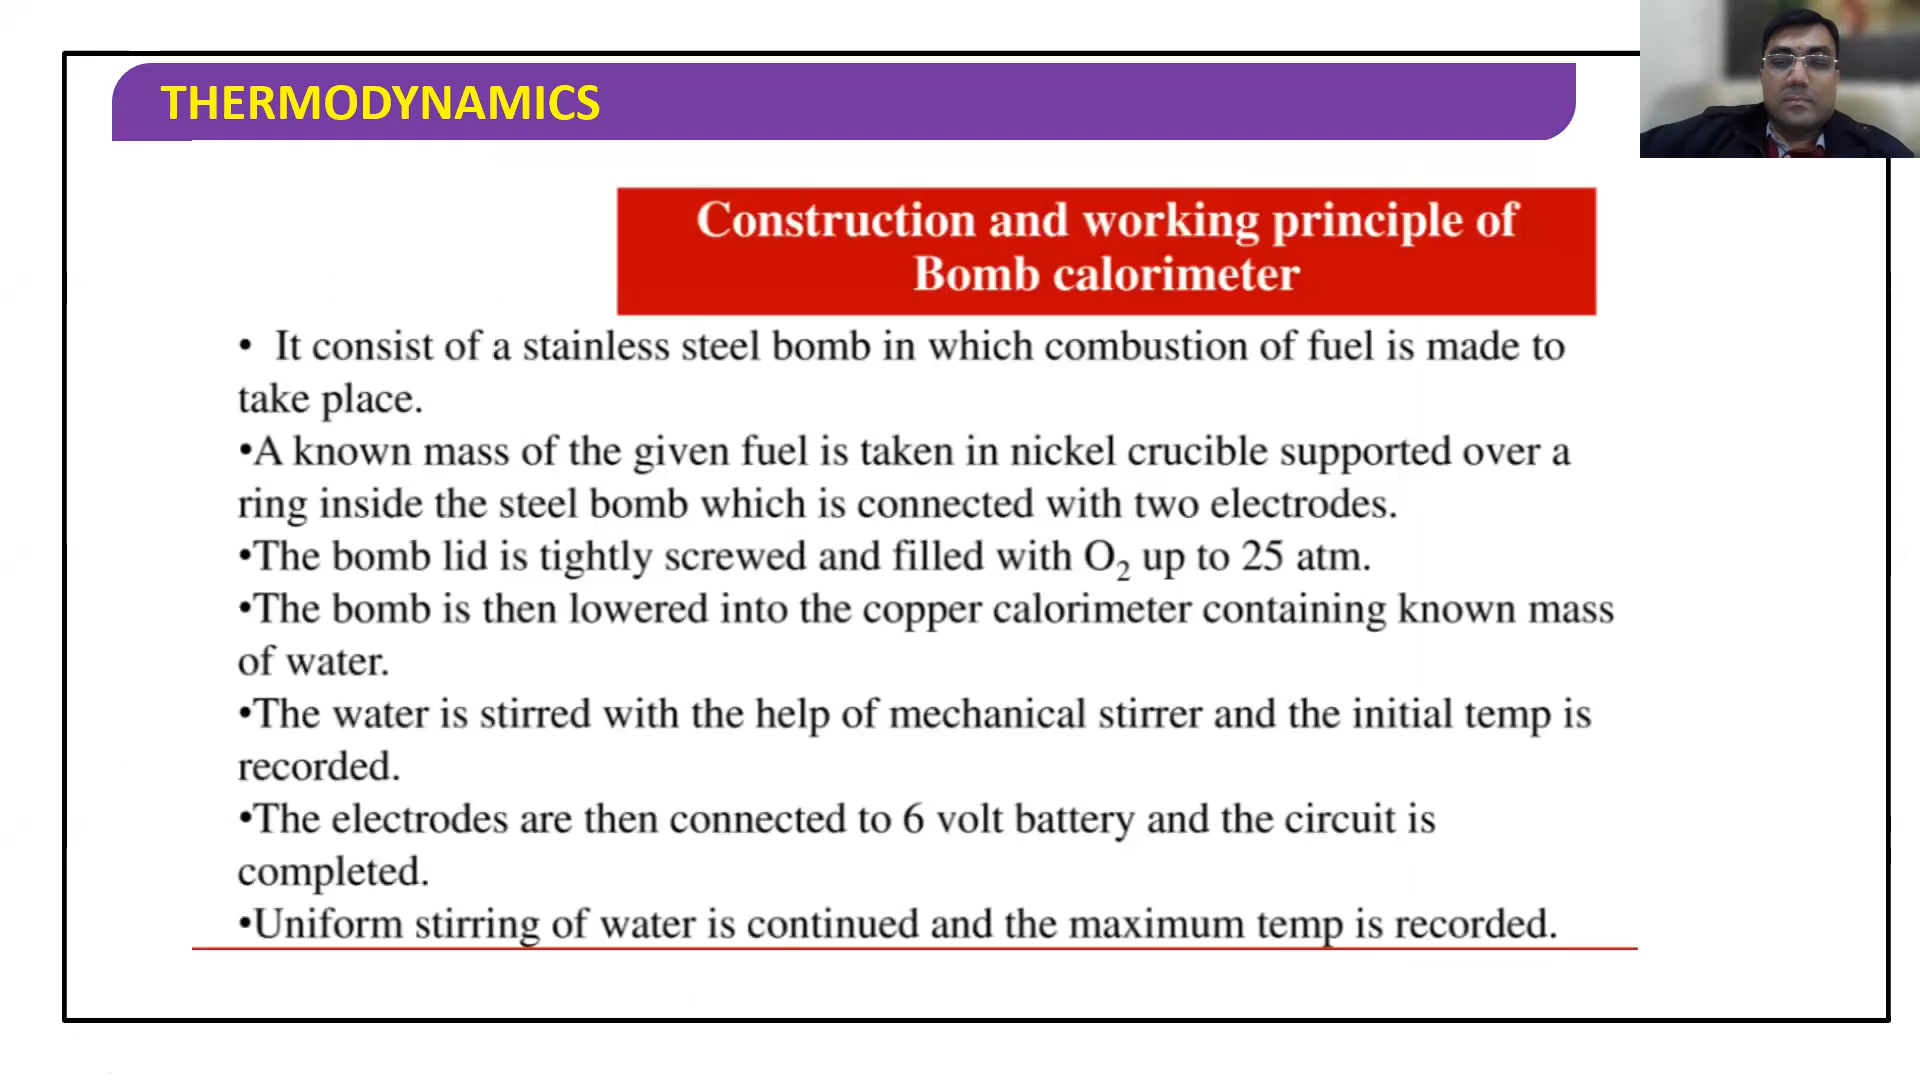 THERMODYNAMICS
Construction and working principle of
Bomb calorimeter
• It consist of a stainless steel bomb in which combustion of fuel is made to
take place.
•A known mass of the given fuel is taken in nickel crucible supported over a
ring inside the steel bomb which is connected with two electrodes.
•The bomb lid is tightly screwed and filled with O₂ up to 25 atm.
•The bomb is then lowered into the copper calorimeter containing known mass
of water.
•The water is stirred with the help of mechanical stirrer and the initial temp is
recorded.
•The electrodes are then connected to 6 volt battery and the circuit is
completed.
•Uniform stirring of water is continued and the maximum temp is recorded.